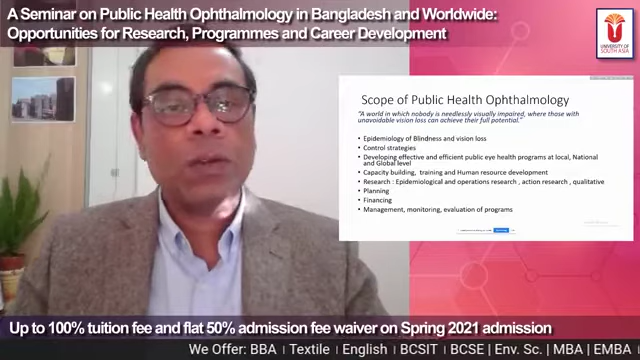 A Seminar on Public Health Ophthalmology in Bangladesh and Worldwide:
Opportunities for Research, Programmes and Career Development
UNIVERSITY OF
SOUTH ASIA
Scope of Public Health Ophthalmology
"A world in which nobody is needlessly visually impaired, where those with
unavoidable vision loss can achieve their full potential."
• Epidemiology of Blindness and vision loss
• Control strategies
• Developing effective and efficient public eye health programs at local, National
and Global level
• Capacity building, training and Human resource development
• Research : Epidemiological and operations research , action research , qualitative
• Planning
• Financing
• Management, monitoring, evaluation of programs
Up to 100% tuition fee and flat 50% admission fee waiver on Spring 2021 admission
We Offer: BBA | Textile | English | BCSIT | BCSE | Env. Sc. | MBA | EMBA